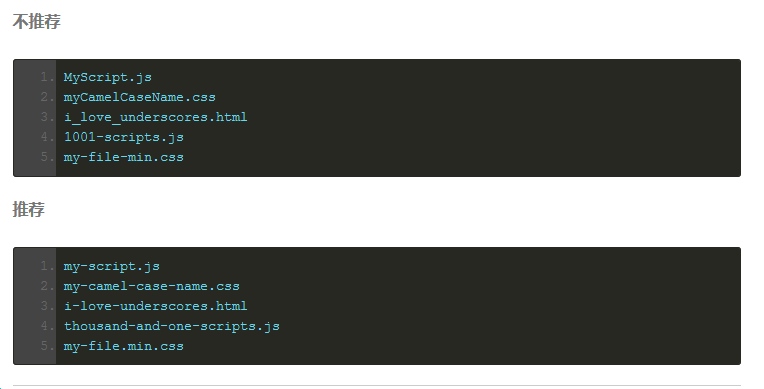 不推荐
1. MyScript.js
2. myCamelCaseName.css
3. i_love_underscores.html
4. 1001-scripts.js
5. my-file-min.css
推荐
1. my-script.js
2. my-camel-case-name.css
3. i-love-underscores.html
4. thousand-and-one-scripts.js
5. my-file.min.css